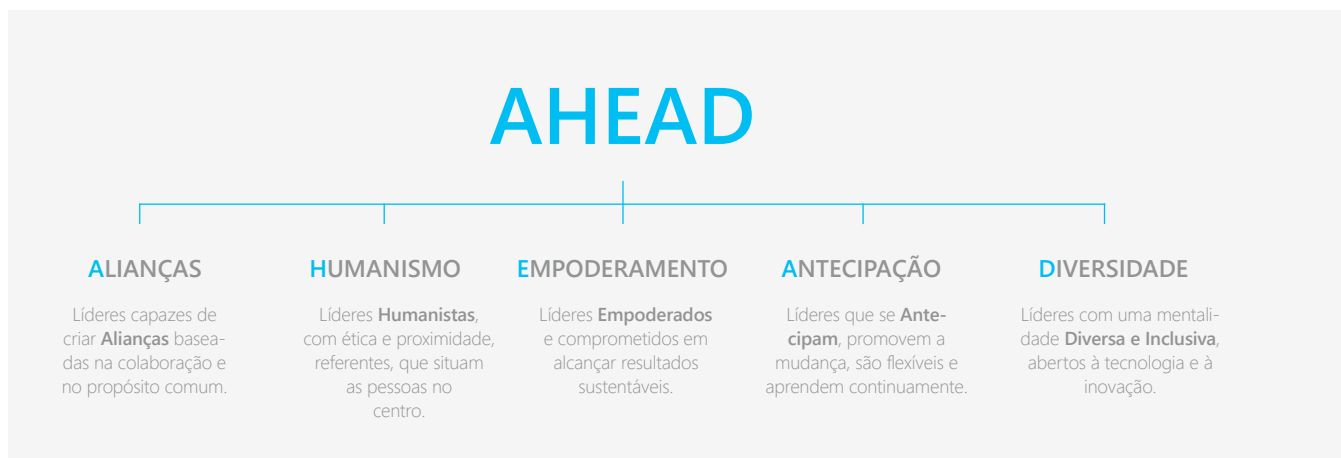 AHEAD
ALIANÇAS
Líderes capazes de
criar Alianças basea-
das na colaboração e
no propósito comum.
HUMANISMO
Líderes Humanistas,
com ética e proximidade,
referentes, que situam
as pessoas no
centro.
EMPODERAMENTO
Líderes Empoderados
e comprometidos em
alcançar resultados
sustentáveis.
ANTECIPAÇÃO
Líderes que se Ante-
cipam, promovem a
mudança, são flexíveis e
aprendem continuamente.
DIVERSIDADE
Líderes com uma mentali-
dade Diversa e Inclusiva,
abertos à tecnologia e à
inovação.